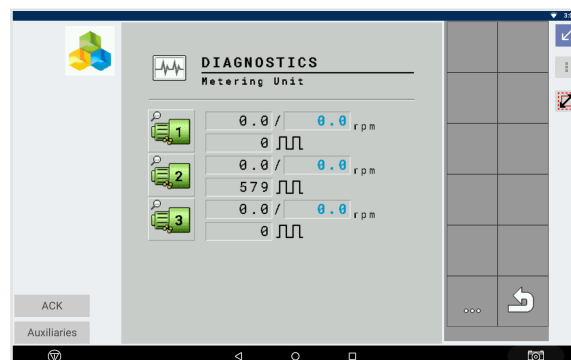 3:
DIAGNOSTICS
Metering Unit
1
0.0/ 0.0 rpm
0
2
0.0/ 0.0 rpm
579
3
0.0/ 0.0 rpm
0
ACK
...
Auxiliaries